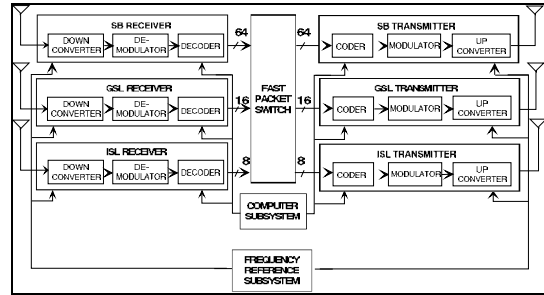 SB RECEIVER
DOWN
CONVERTER
DE-
MODULATOR
DECODER
64
64
SB TRANSMITTER
CODER
MODULATOR
UP
CONVERTER
GSL RECEIVER
DOWN
CONVERTER
DE-
MODULATOR
DECODER
16
FAST
PACKET
SWITCH
16
GSL TRANSMITTER
CODER
MODULATOR
UP
CONVERTER
ISL RECEIVER
DOWN
CONVERTER
DE-
MODULATOR
DECODER
8
8
ISL TRANSMITTER
CODER
MODULATOR
UP
CONVERTER
COMPUTER
SUBSYSTEM
FREQUENCY
REFERENCE
SUBSYSTEM